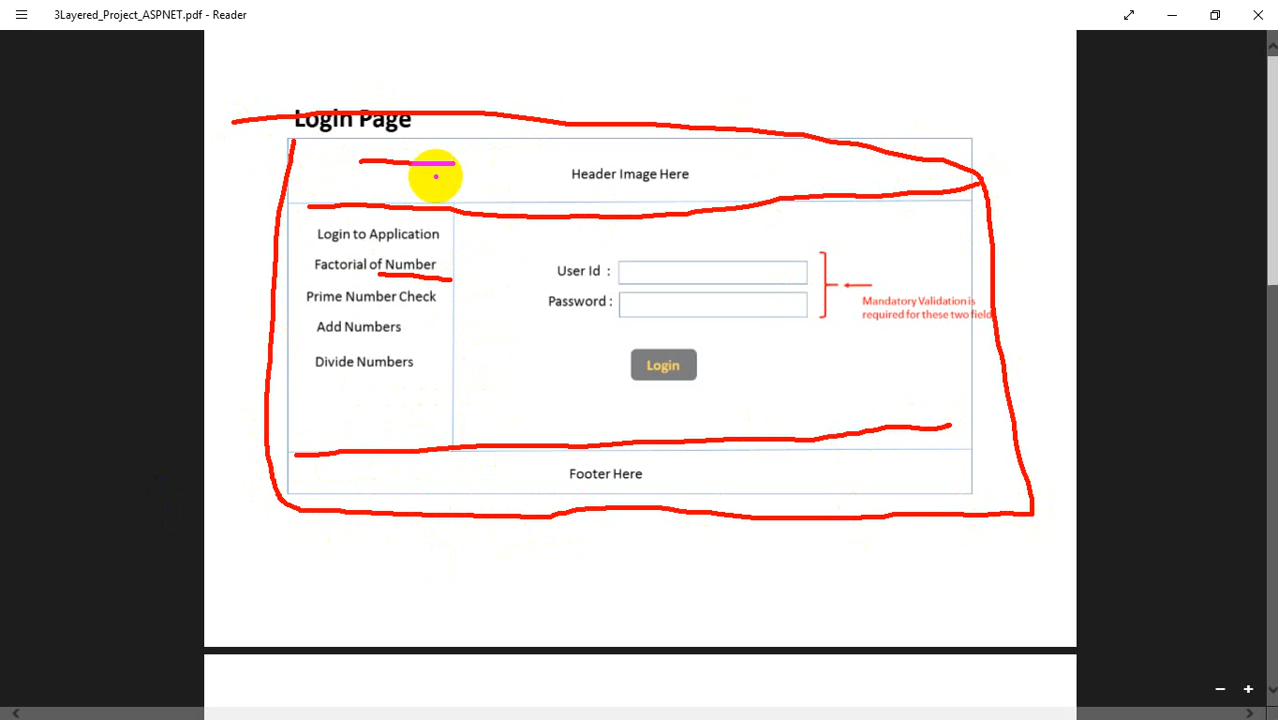 3Layered_Project_ASPNET.pdf - Reader
Login Page
Header Image Here
Login to Application
Factorial of Number
Prime Number Check
Add Numbers
Divide Numbers
User Id :
Password :
Mandatory Validation is
required for these two field
Login
Footer Here